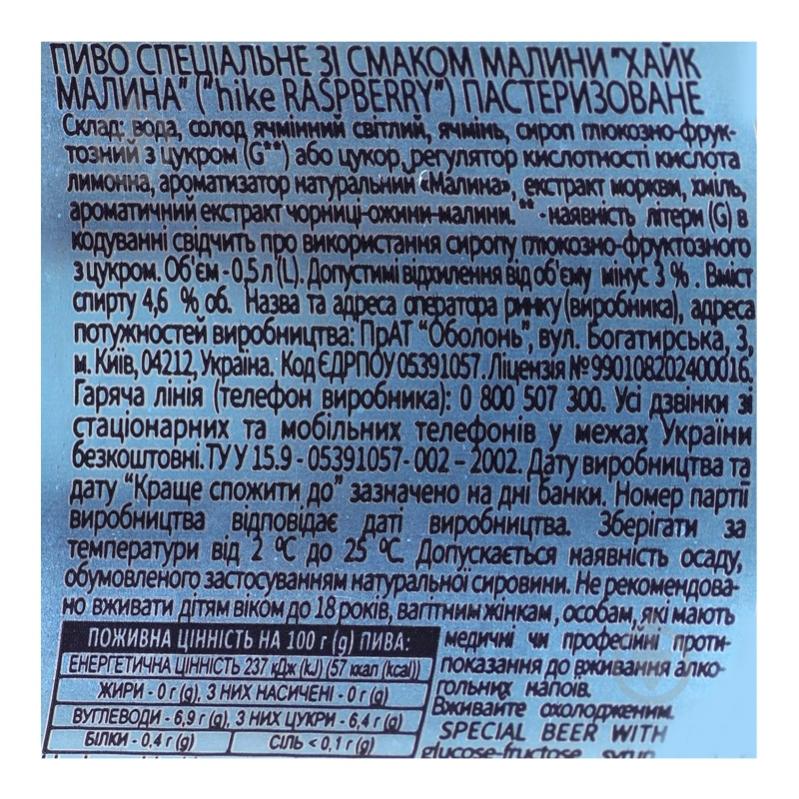 ПИВО СПЕЦІАЛЬНЕ ЗІ СМАКОМ МАЛИНИ "ХАЙК
МАЛИНА" ("hike RASPBERRY") ПАСТЕРИЗОВАНЕ
Склад: вода, солод ячмінний світлий, ячмінь, сироп глюкозно-фрук-
тозний з цукром (G**) або цукор, регулятор кислотності кислота
лимонна, ароматизатор натуральний «Малина», екстракт моркви, хміль,
ароматичний екстракт чорниці-ожини-малини. ** - наявність літери (G) в
кодуванні свідчить про використання сиропу глюкозно-фруктозного
з цукром. Об'єм - 0,5 л (L). Допустимі відхилення від об'єму мінус 3 % . Вміст
спирту 4,6 % об. Назва та адреса оператора ринку (виробника), адреса
потужностей виробництва: ПрАТ "Оболонь", вул. Богатирська, 3,
м. Київ, 04212, Україна. Код ЄДРПОУ 05391057. Ліцензія №990108202400016.
Гаряча лінія (телефон виробника): 0 800 507 300. Усі дзвінки зі
стаціонарних та мобільних телефонів у межах України
безкоштовні. ТУ У 15.9 - 05391057- 002 – 2002. Дату виробництва та
дату "Краще спожити до" зазначено на дні банки. Номер партії
виробництва відповідає даті виробництва. Зберігати за
температури від 2 °С до 25 °С. Допускається наявність осаду,
обумовленого застосуванням натуральної сировини. Не рекомендова-
но вживати дітям віком до 18 років, вагітним жінкам , особам, які мають
медичні чи професійні проти-
показання до вживання алко-
гольних напоїв.
Вживайте охолодженим.
SPECIAL BEER WITH
glucose-fructose syrup
ПОЖИВНА ЦІННІСТЬ НА 100 г (g) ПИВА:
ЕНЕРГЕТИЧНА ЦІННІСТЬ 237 кДж (kJ) (57 ккал (kcal))
ЖИРИ - 0 г (g), З НИХ НАСИЧЕНІ - 0 г (g)
ВУГЛЕВОДИ - 6,9 г (g), З НИХ ЦУКРИ - 6,4 г (g)
БІЛКИ - 0,4 г (g) СІЛЬ < 0,1 г (g)